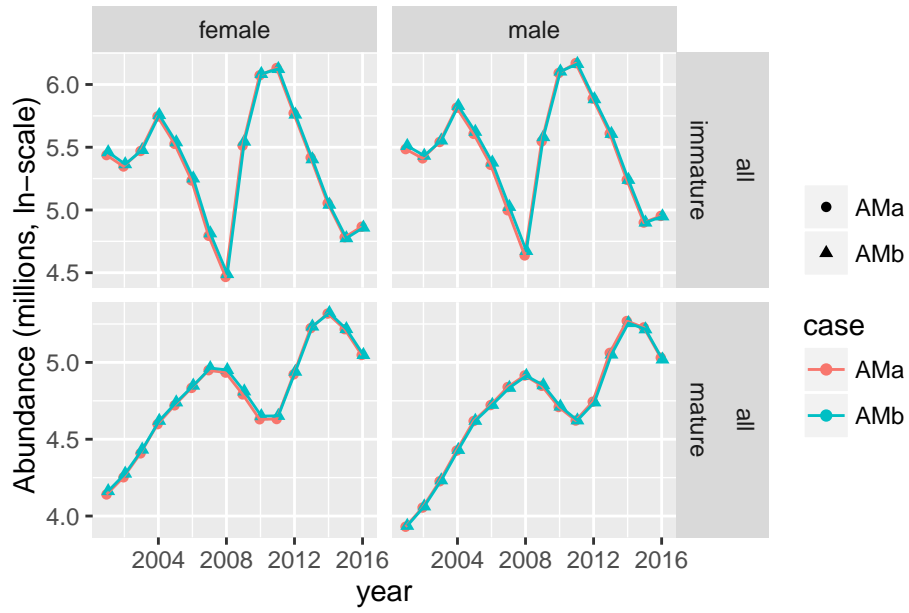 female
male
6.0
5.5
5.0
4.5
immature
all
5.0
4.5
4.0
mature
all
Abundance (millions, ln−scale)
2004
2008
2012
2016
2004
2008
2012
2016
year
AMa
AMb
case
AMa
AMb